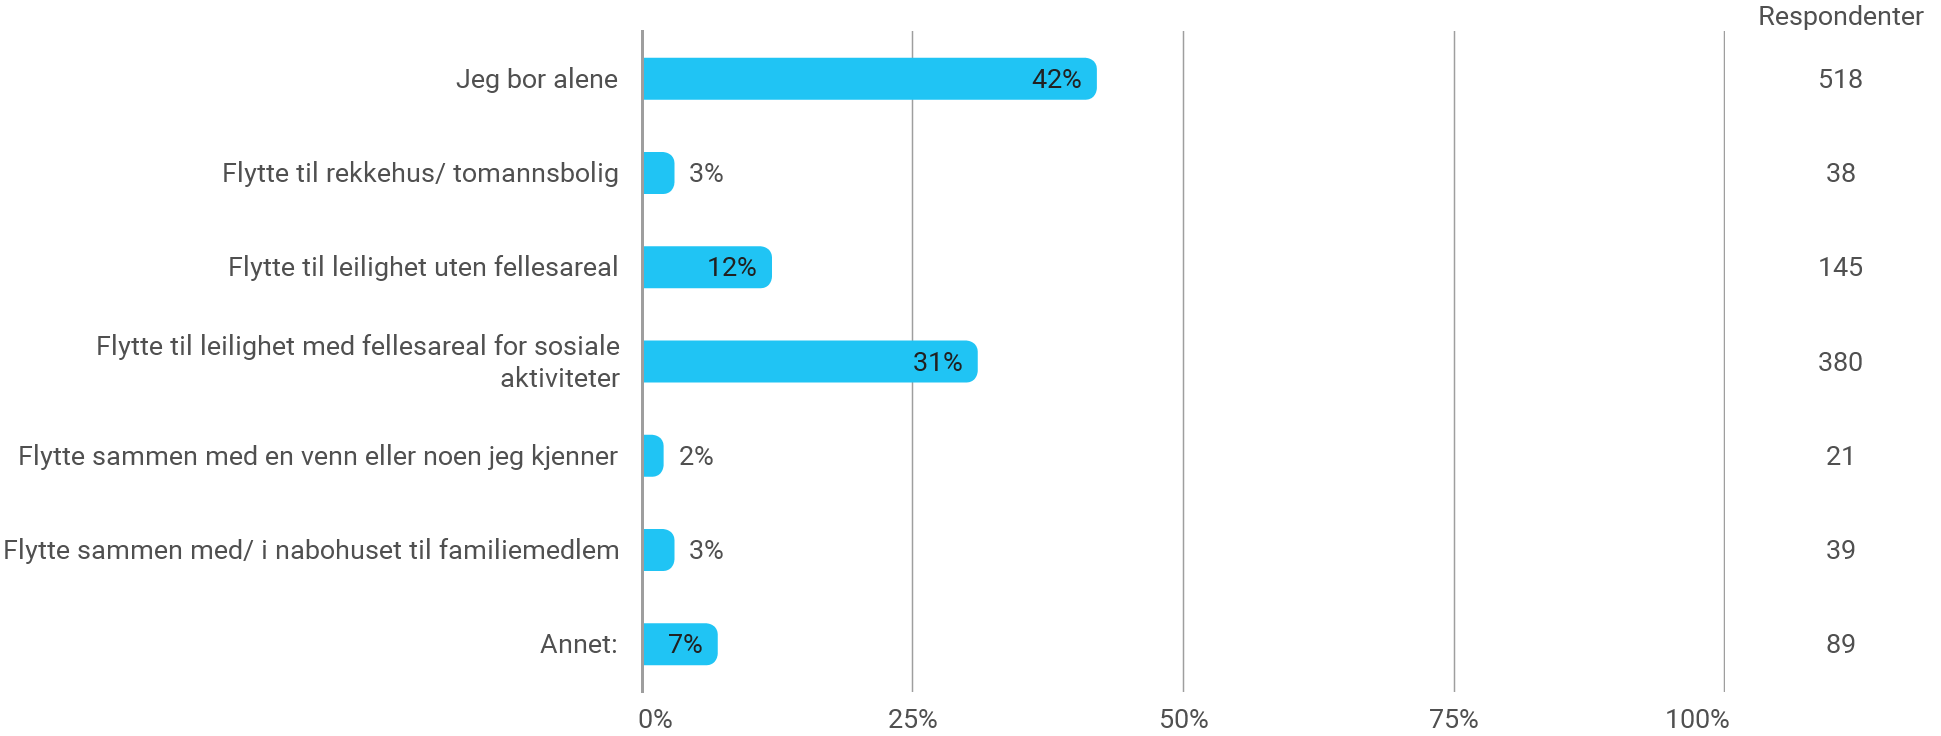 Respondenter
Jeg bor alene 42% 518
Flytte til rekkehus/ tomannsbolig 3% 38
Flytte til leilighet uten fellesareal 12% 145
Flytte til leilighet med fellesareal for sosiale
aktiviteter 31% 380
Flytte sammen med en venn eller noen jeg kjenner 2% 21
Flytte sammen med/ i nabohuset til familiemedlem 3% 39
Annet: 7% 89
0% 25% 50% 75% 100%